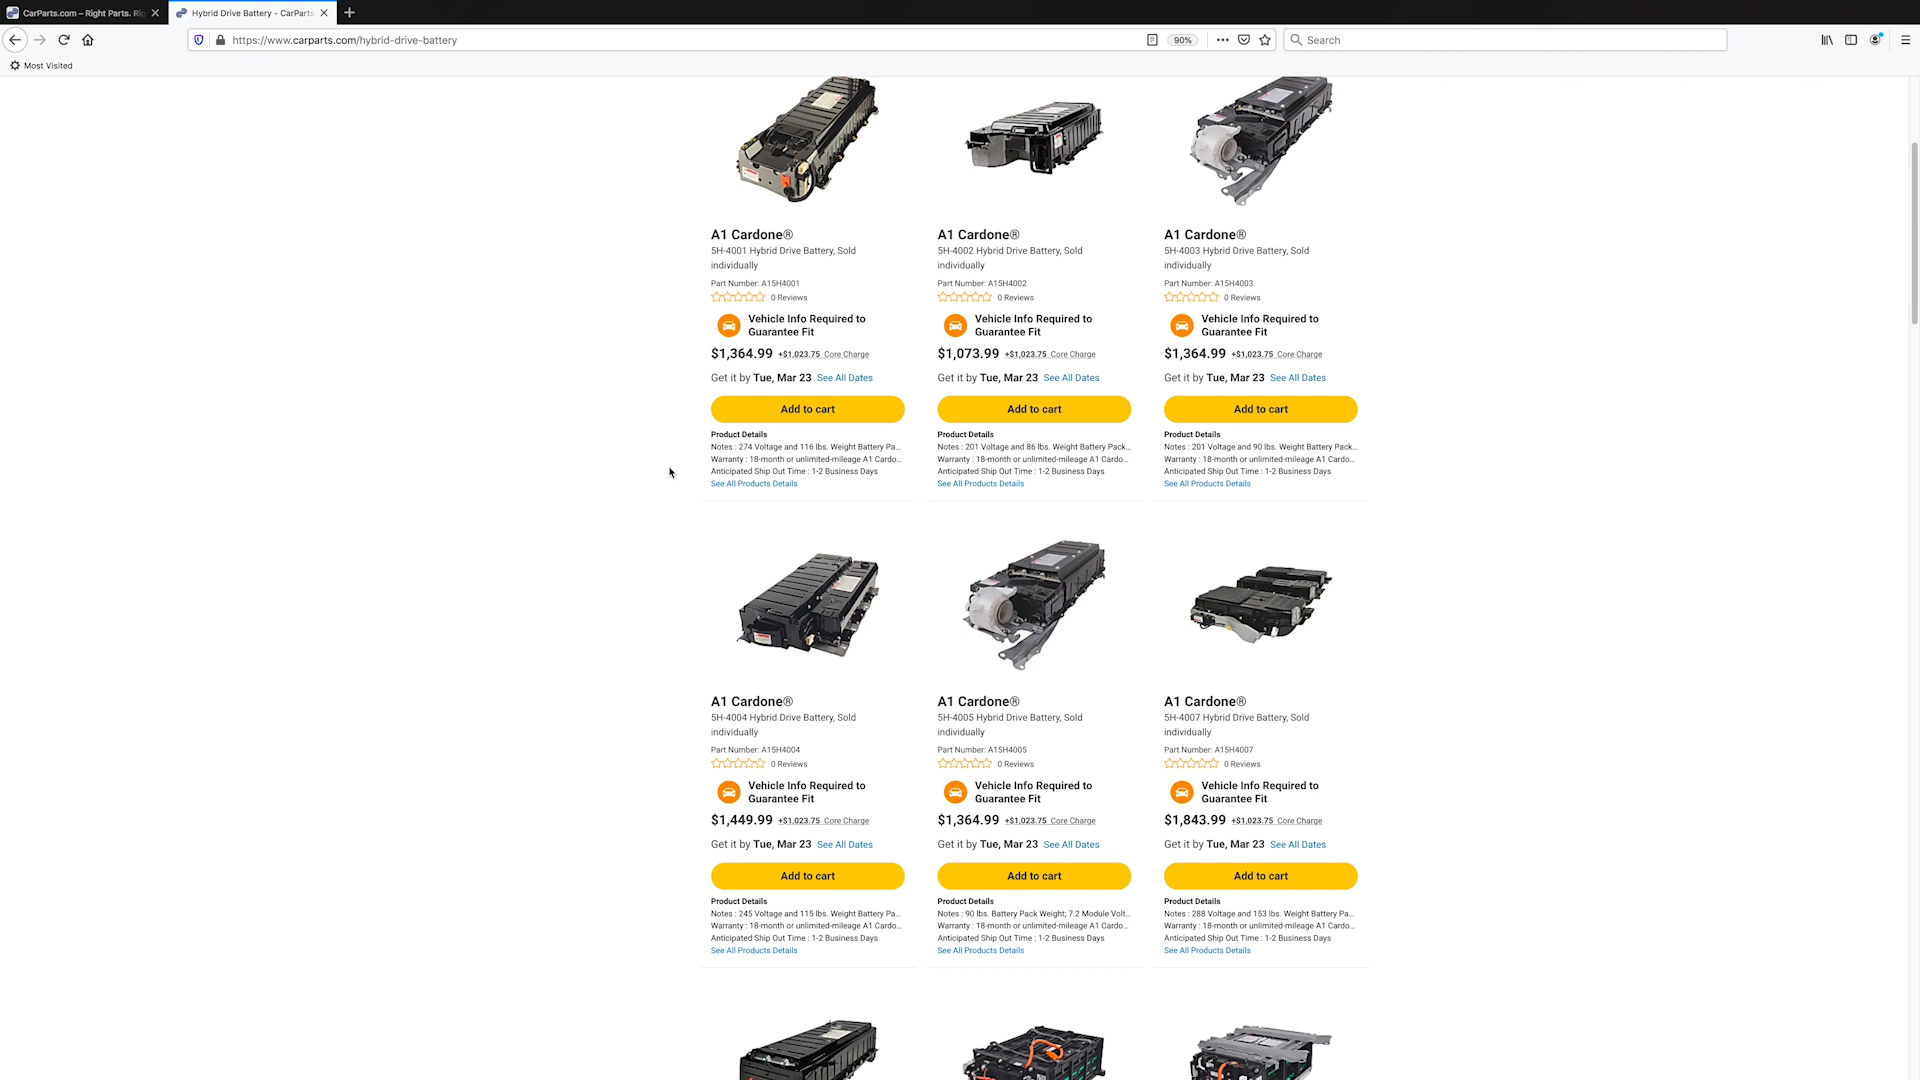 CarParts.com – Right Parts. Ri
Hybrid Drive Battery - CarParts
https://www.carparts.com/hybrid-drive-battery
90%
Search
Most Visited
A1 Cardone®
5H-4001 Hybrid Drive Battery, Sold
individually
Part Number: A15H4001
0 Reviews
Vehicle Info Required to
Guarantee Fit
$1,364.99 +$1,023.75 Core Charge
Get it by Tue, Mar 23 See All Dates
Add to cart
Product Details
Notes : 274 Voltage and 116 lbs. Weight Battery Pa...
Warranty : 18-month or unlimited-mileage A1 Cardo...
Anticipated Ship Out Time : 1-2 Business Days
See All Products Details
A1 Cardone®
5H-4002 Hybrid Drive Battery, Sold
individually
Part Number: A15H4002
0 Reviews
Vehicle Info Required to
Guarantee Fit
$1,073.99 +$1,023.75 Core Charge
Get it by Tue, Mar 23 See All Dates
Add to cart
Product Details
Notes : 201 Voltage and 86 lbs. Weight Battery Pack...
Warranty : 18-month or unlimited-mileage A1 Cardo...
Anticipated Ship Out Time : 1-2 Business Days
See All Products Details
A1 Cardone®
5H-4003 Hybrid Drive Battery, Sold
individually
Part Number: A15H4003
0 Reviews
Vehicle Info Required to
Guarantee Fit
$1,364.99 +$1,023.75 Core Charge
Get it by Tue, Mar 23 See All Dates
Add to cart
Product Details
Notes : 201 Voltage and 90 lbs. Weight Battery Pack...
Warranty : 18-month or unlimited-mileage A1 Cardo...
Anticipated Ship Out Time : 1-2 Business Days
See All Products Details
A1 Cardone®
5H-4004 Hybrid Drive Battery, Sold
individually
Part Number: A15H4004
0 Reviews
Vehicle Info Required to
Guarantee Fit
$1,449.99 +$1,023.75 Core Charge
Get it by Tue, Mar 23 See All Dates
Add to cart
Product Details
Notes : 245 Voltage and 115 lbs. Weight Battery Pa...
Warranty : 18-month or unlimited-mileage A1 Cardo...
Anticipated Ship Out Time : 1-2 Business Days
See All Products Details
A1 Cardone®
5H-4005 Hybrid Drive Battery, Sold
individually
Part Number: A15H4005
0 Reviews
Vehicle Info Required to
Guarantee Fit
$1,364.99 +$1,023.75 Core Charge
Get it by Tue, Mar 23 See All Dates
Add to cart
Product Details
Notes : 90 lbs. Battery Pack Weight; 7.2 Module Volt...
Warranty : 18-month or unlimited-mileage A1 Cardo...
Anticipated Ship Out Time : 1-2 Business Days
See All Products Details
A1 Cardone®
5H-4007 Hybrid Drive Battery, Sold
individually
Part Number: A15H4007
0 Reviews
Vehicle Info Required to
Guarantee Fit
$1,843.99 +$1,023.75 Core Charge
Get it by Tue, Mar 23 See All Dates
Add to cart
Product Details
Notes : 288 Voltage and 153 lbs. Weight Battery Pa...
Warranty : 18-month or unlimited-mileage A1 Cardo...
Anticipated Ship Out Time : 1-2 Business Days
See All Products Details